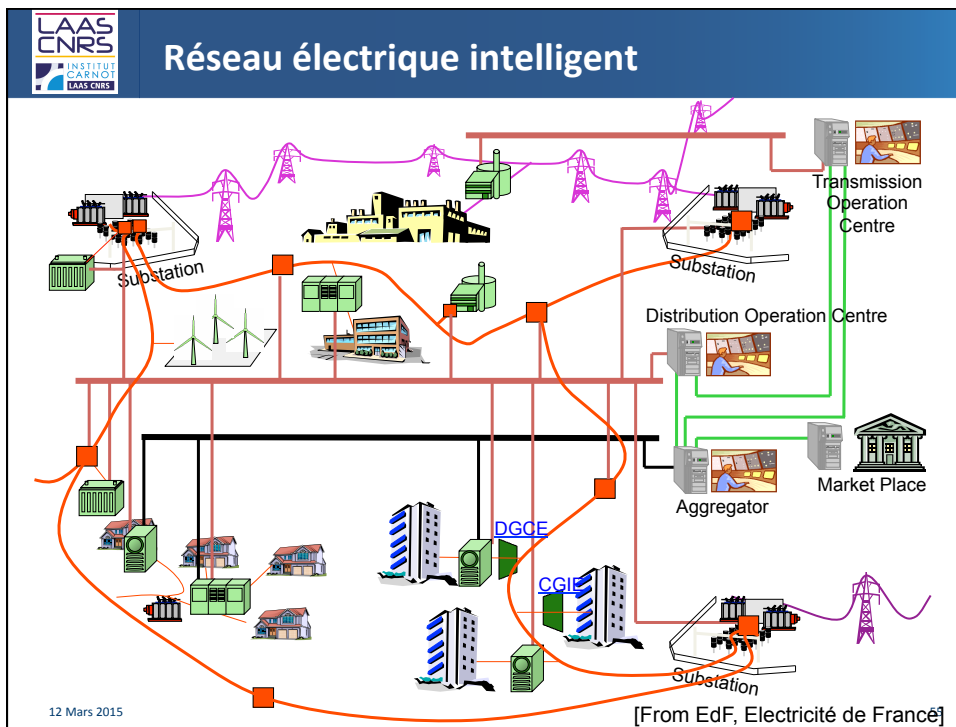 LAAS
CNRS
INSTITUT
CARNOT
LAAS CNRS
Réseau électrique intelligent
Transmission
Operation
Centre
Substation
Substation
Distribution Operation Centre
Market Place
Aggregator
DGCE
Substation
12 Mars 2015
[From EdF, Electricité de France]